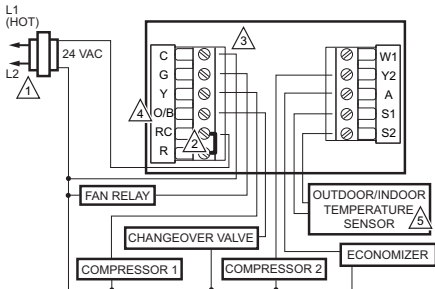 L1
(HOT)
L2
1
24 VAC
3
C
G
Y
4
O/B
RC
2
R
W1
Y2
A
S1
S2
FAN RELAY
CHANGEOVER VALVE
COMPRESSOR 1
COMPRESSOR 2
OUTDOOR/INDOOR
TEMPERATURE
SENSOR
5
ECONOMIZER